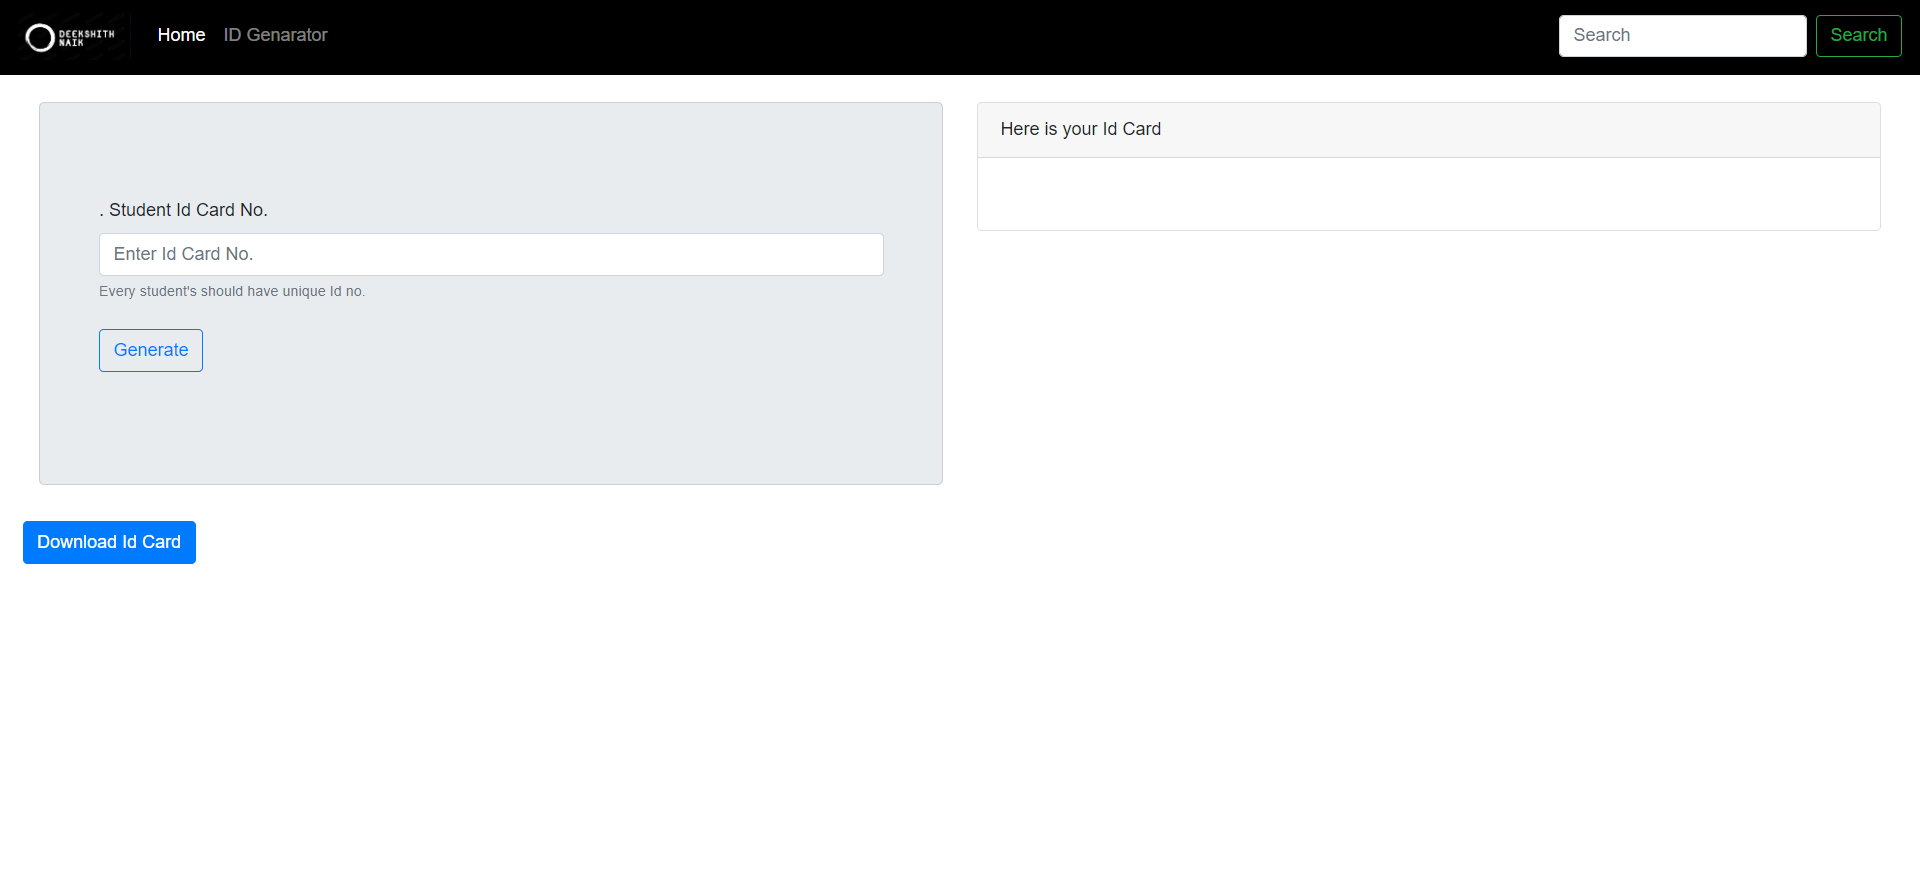 DEEKSHITH
NAIK
Home
ID Genarator
Search
Search
. Student Id Card No.
Enter Id Card No.
Every student's should have unique Id no.
Generate
Here is your Id Card
Download Id Card